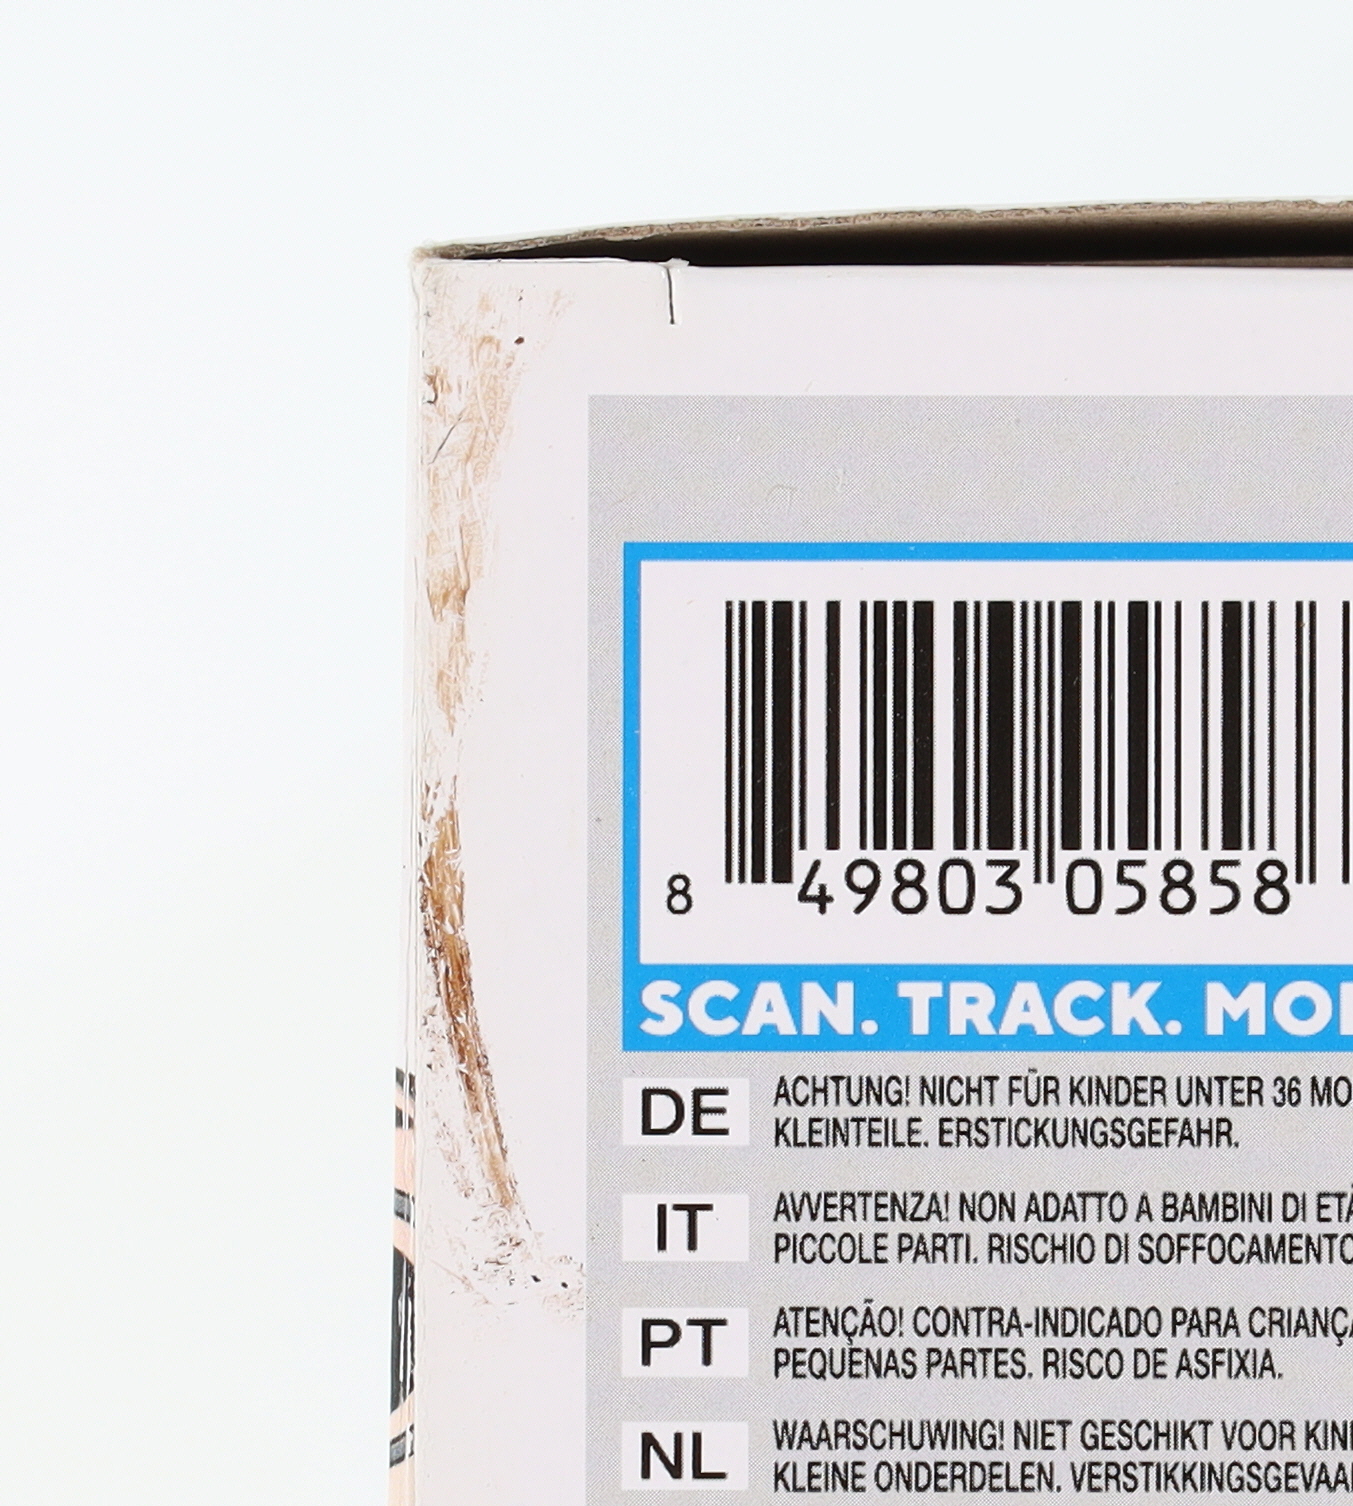 8 49803 05858
SCAN. TRACK.
DE
ACHTUNG! NICHT FÜR KINDER UNTER 36
KLEINTEILE. ERSTICKUNGSGEFAHR.
IT
AVVERTENZA! NON ADATTO A BAMBINI DI ETÀ
PICCOLE PARTI. RISCHIO DI SOFFOCAMENTO
PT
ATENÇÃO! CONTRA-INDICADO PARA
PEQUENAS PARTES. RISCO DE ASFIXIA.
NL
WAARSCHUWING! NIET GESCHIKT VOOR
KLEINE ONDERDELEN.